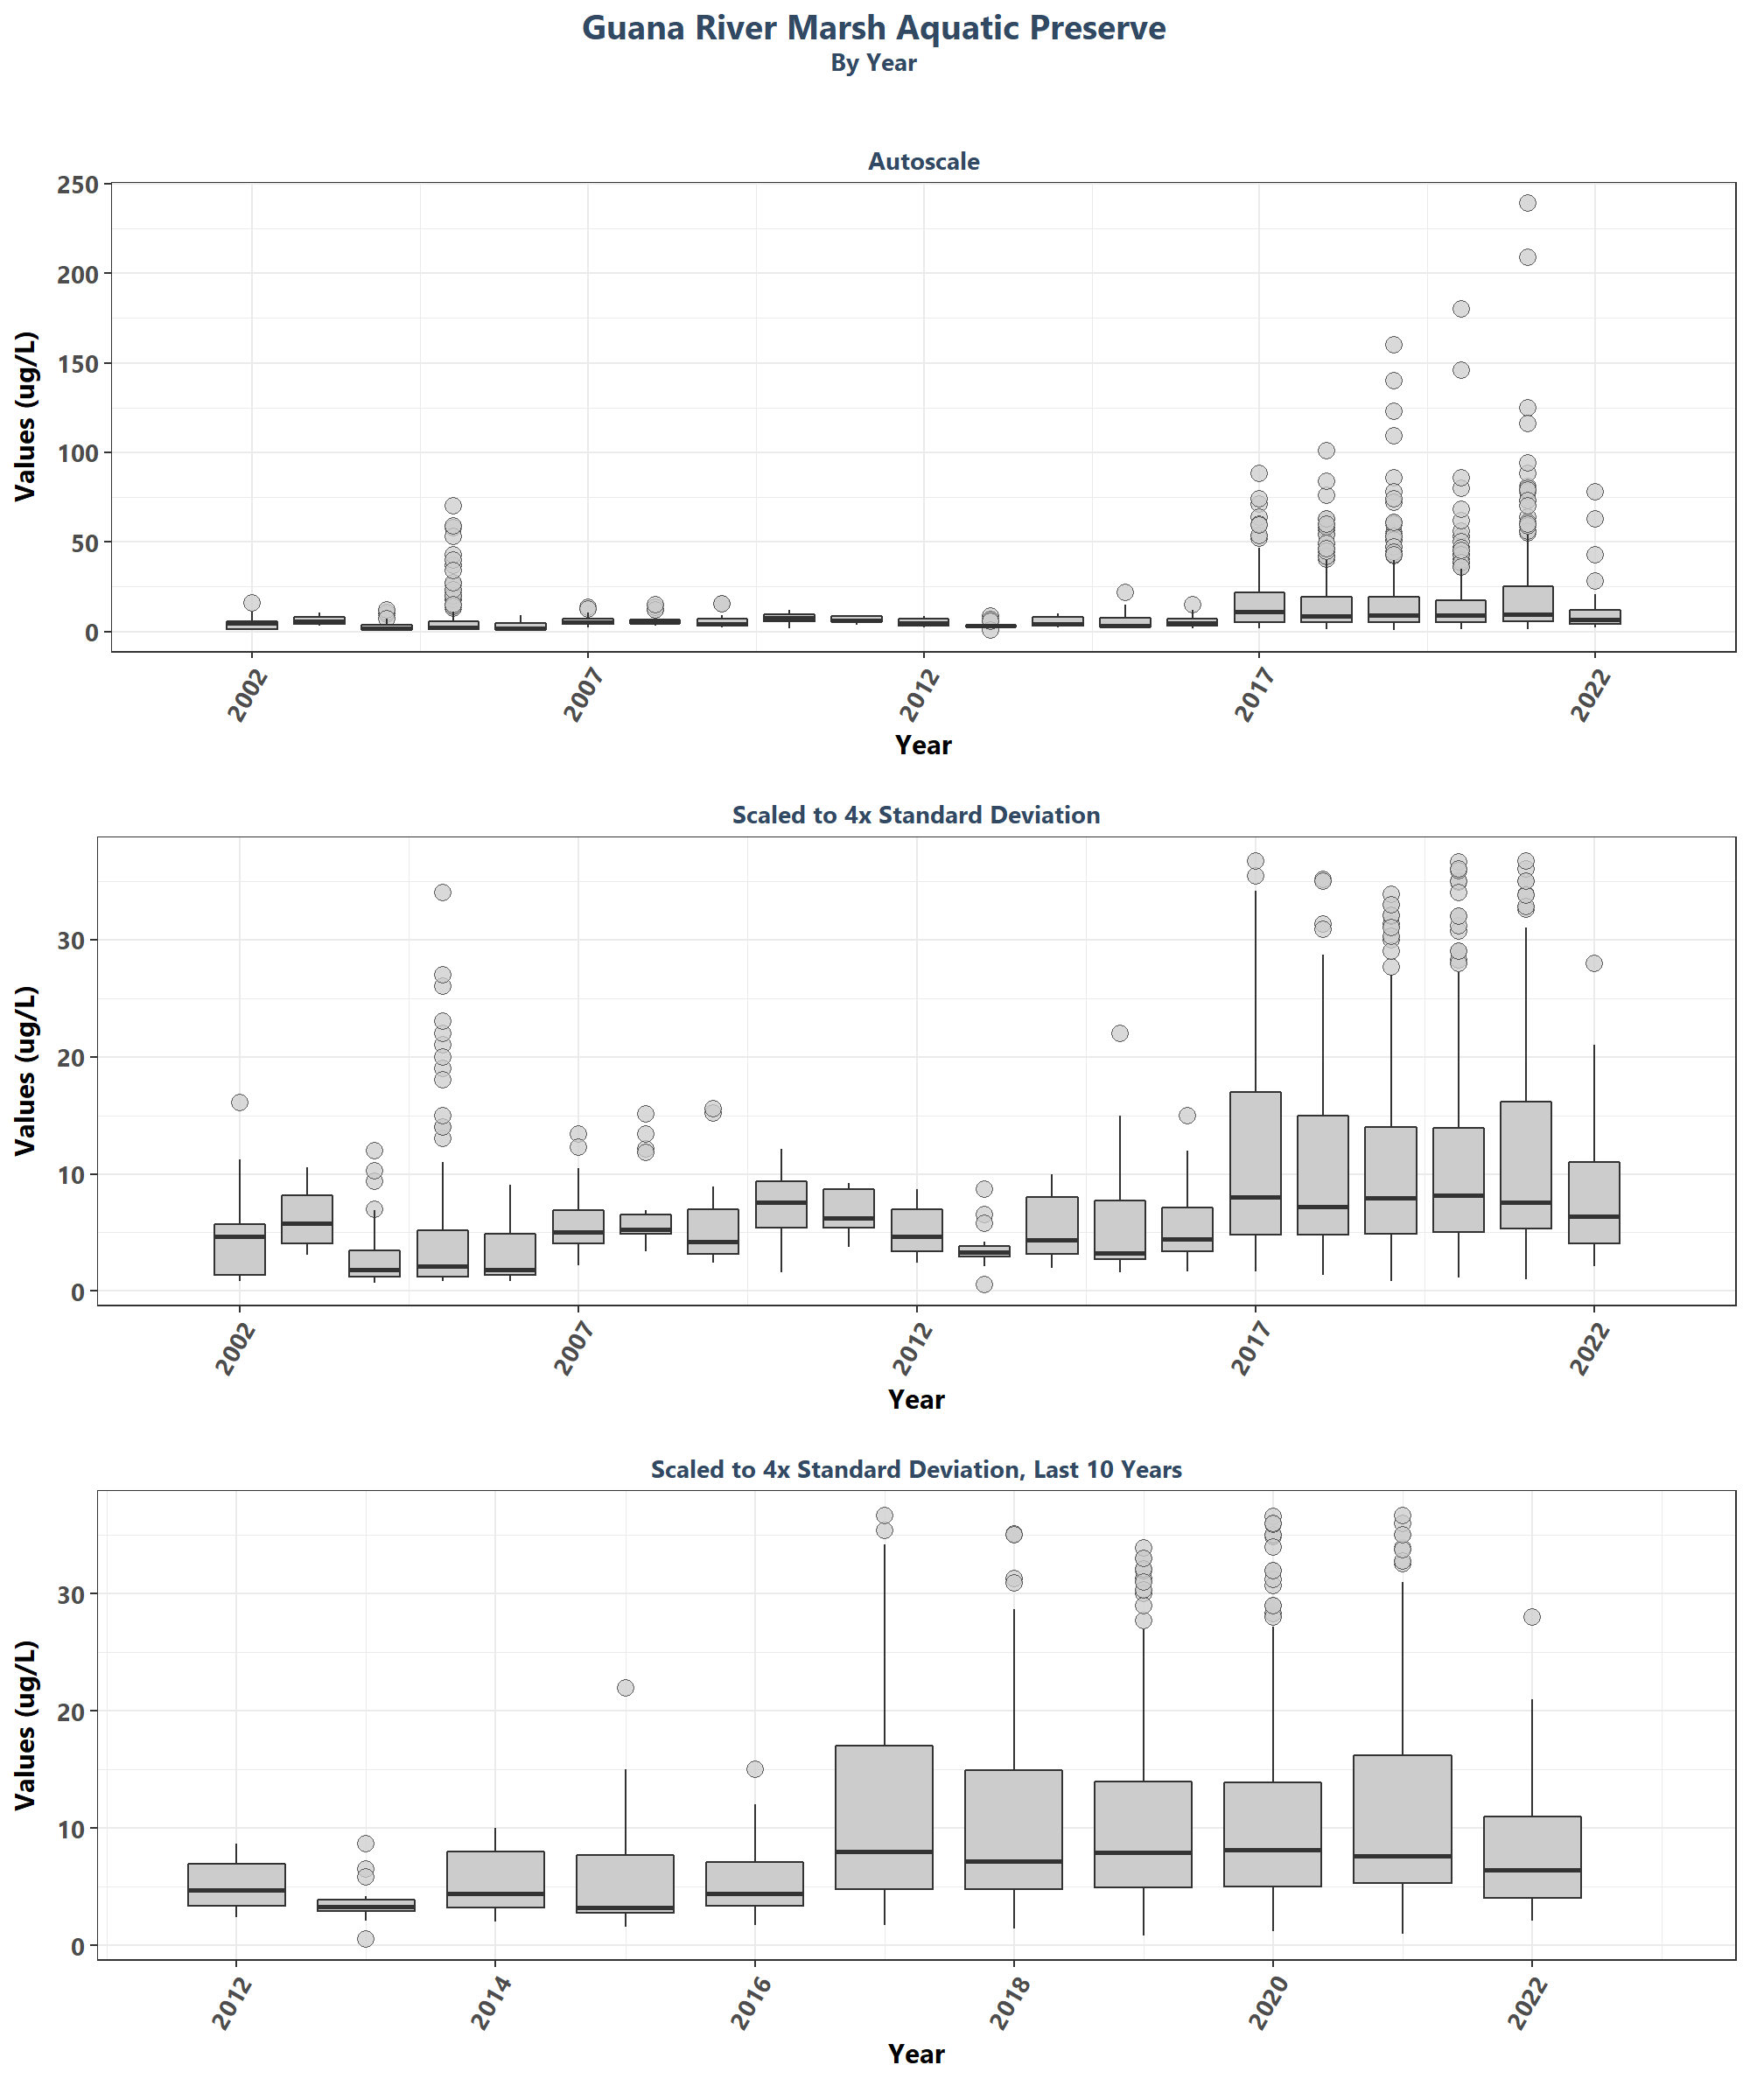 Guana River Marsh Aquatic Preserve
By Year
Autoscale
Values (ug/L)
250
200
150
100
50
0
2002
2007
2012
2017
2022
Year
Scaled to 4x Standard Deviation
Values (ug/L)
30
20
10
0
2002
2007
2012
2017
2022
Year
Scaled to 4x Standard Deviation, Last 10 Years
Values (ug/L)
30
20
10
0
2012
2014
2016
2018
2020
2022
Year